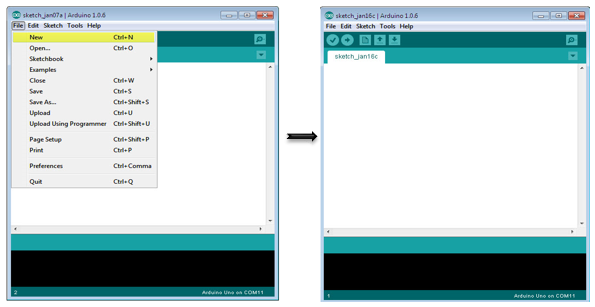 sketch_jan07a | Arduino 1.0.6
File Edit Sketch Tools Help
New Ctrl+N
Open... Ctrl+O
Sketchbook
Examples
Close Ctrl+W
Save Ctrl+S
Save As... Ctrl+Shift+S
Upload Ctrl+U
Upload Using Programmer Ctrl+Shift+U
Page Setup Ctrl+Shift+P
Print Ctrl+P
Preferences Ctrl+Comma
Quit Ctrl+Q
2 Arduino Uno on COM11
sketch_jan16c | Arduino 1.0.6
File Edit Sketch Tools Help
sketch_jan16c
1 Arduino Uno on COM11